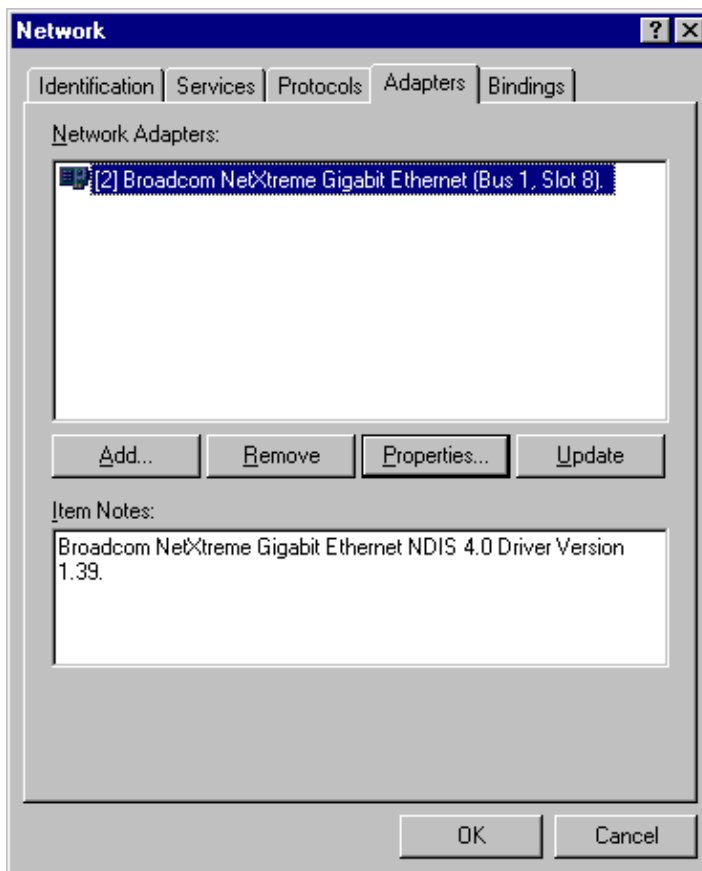 Network
Identification Services Protocols Adapters Bindings
Network Adapters:
[2] Broadcom NetXtreme Gigabit Ethernet (Bus 1, Slot 8).
Add... Remove Properties... Update
Item Notes:
Broadcom NetXtreme Gigabit Ethernet NDIS 4.0 Driver Version
1.39.
OK Cancel